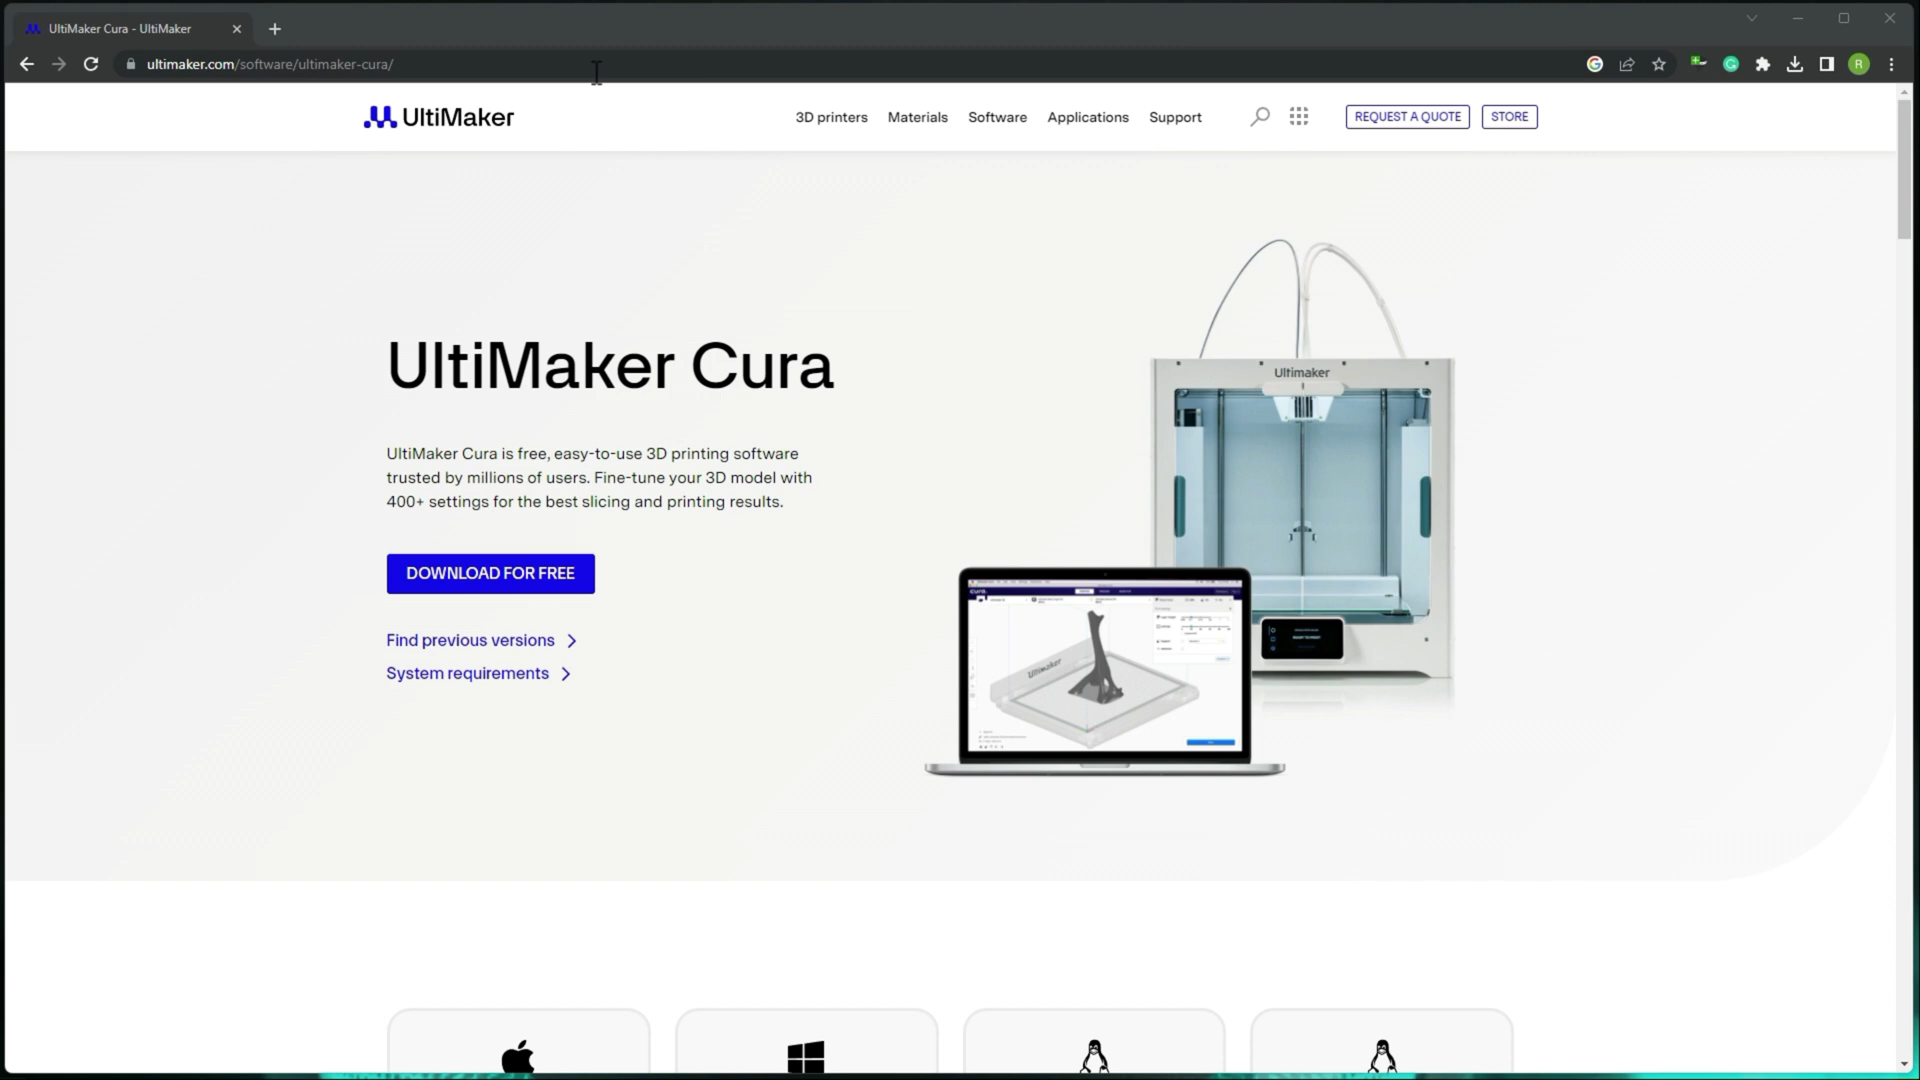 UltiMaker Cura - UltiMaker
ultimaker.com/software/ultimaker-cura/
R
UltiMaker
3D printers
Materials
Software
Applications
Support
REQUEST A QUOTE
STORE
UltiMaker Cura
UltiMaker Cura is free, easy-to-use 3D printing software
trusted by millions of users. Fine-tune your 3D model with
400+ settings for the best slicing and printing results.
DOWNLOAD FOR FREE
Find previous versions
System requirements
Ultimaker
cura
Ultimaker